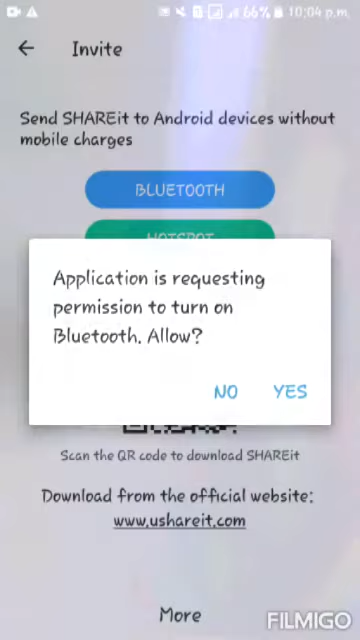 66% 10:04 p.m.
Invite
Send SHAREit to Android devices without
mobile charges
BLUETOOTH
HOTSPOT
Application is requesting
permission to turn on
Bluetooth. Allow?
NO YES
Scan the QR code to download SHAREit
Download from the official website:
www.ushareit.com
More
FILMIGO